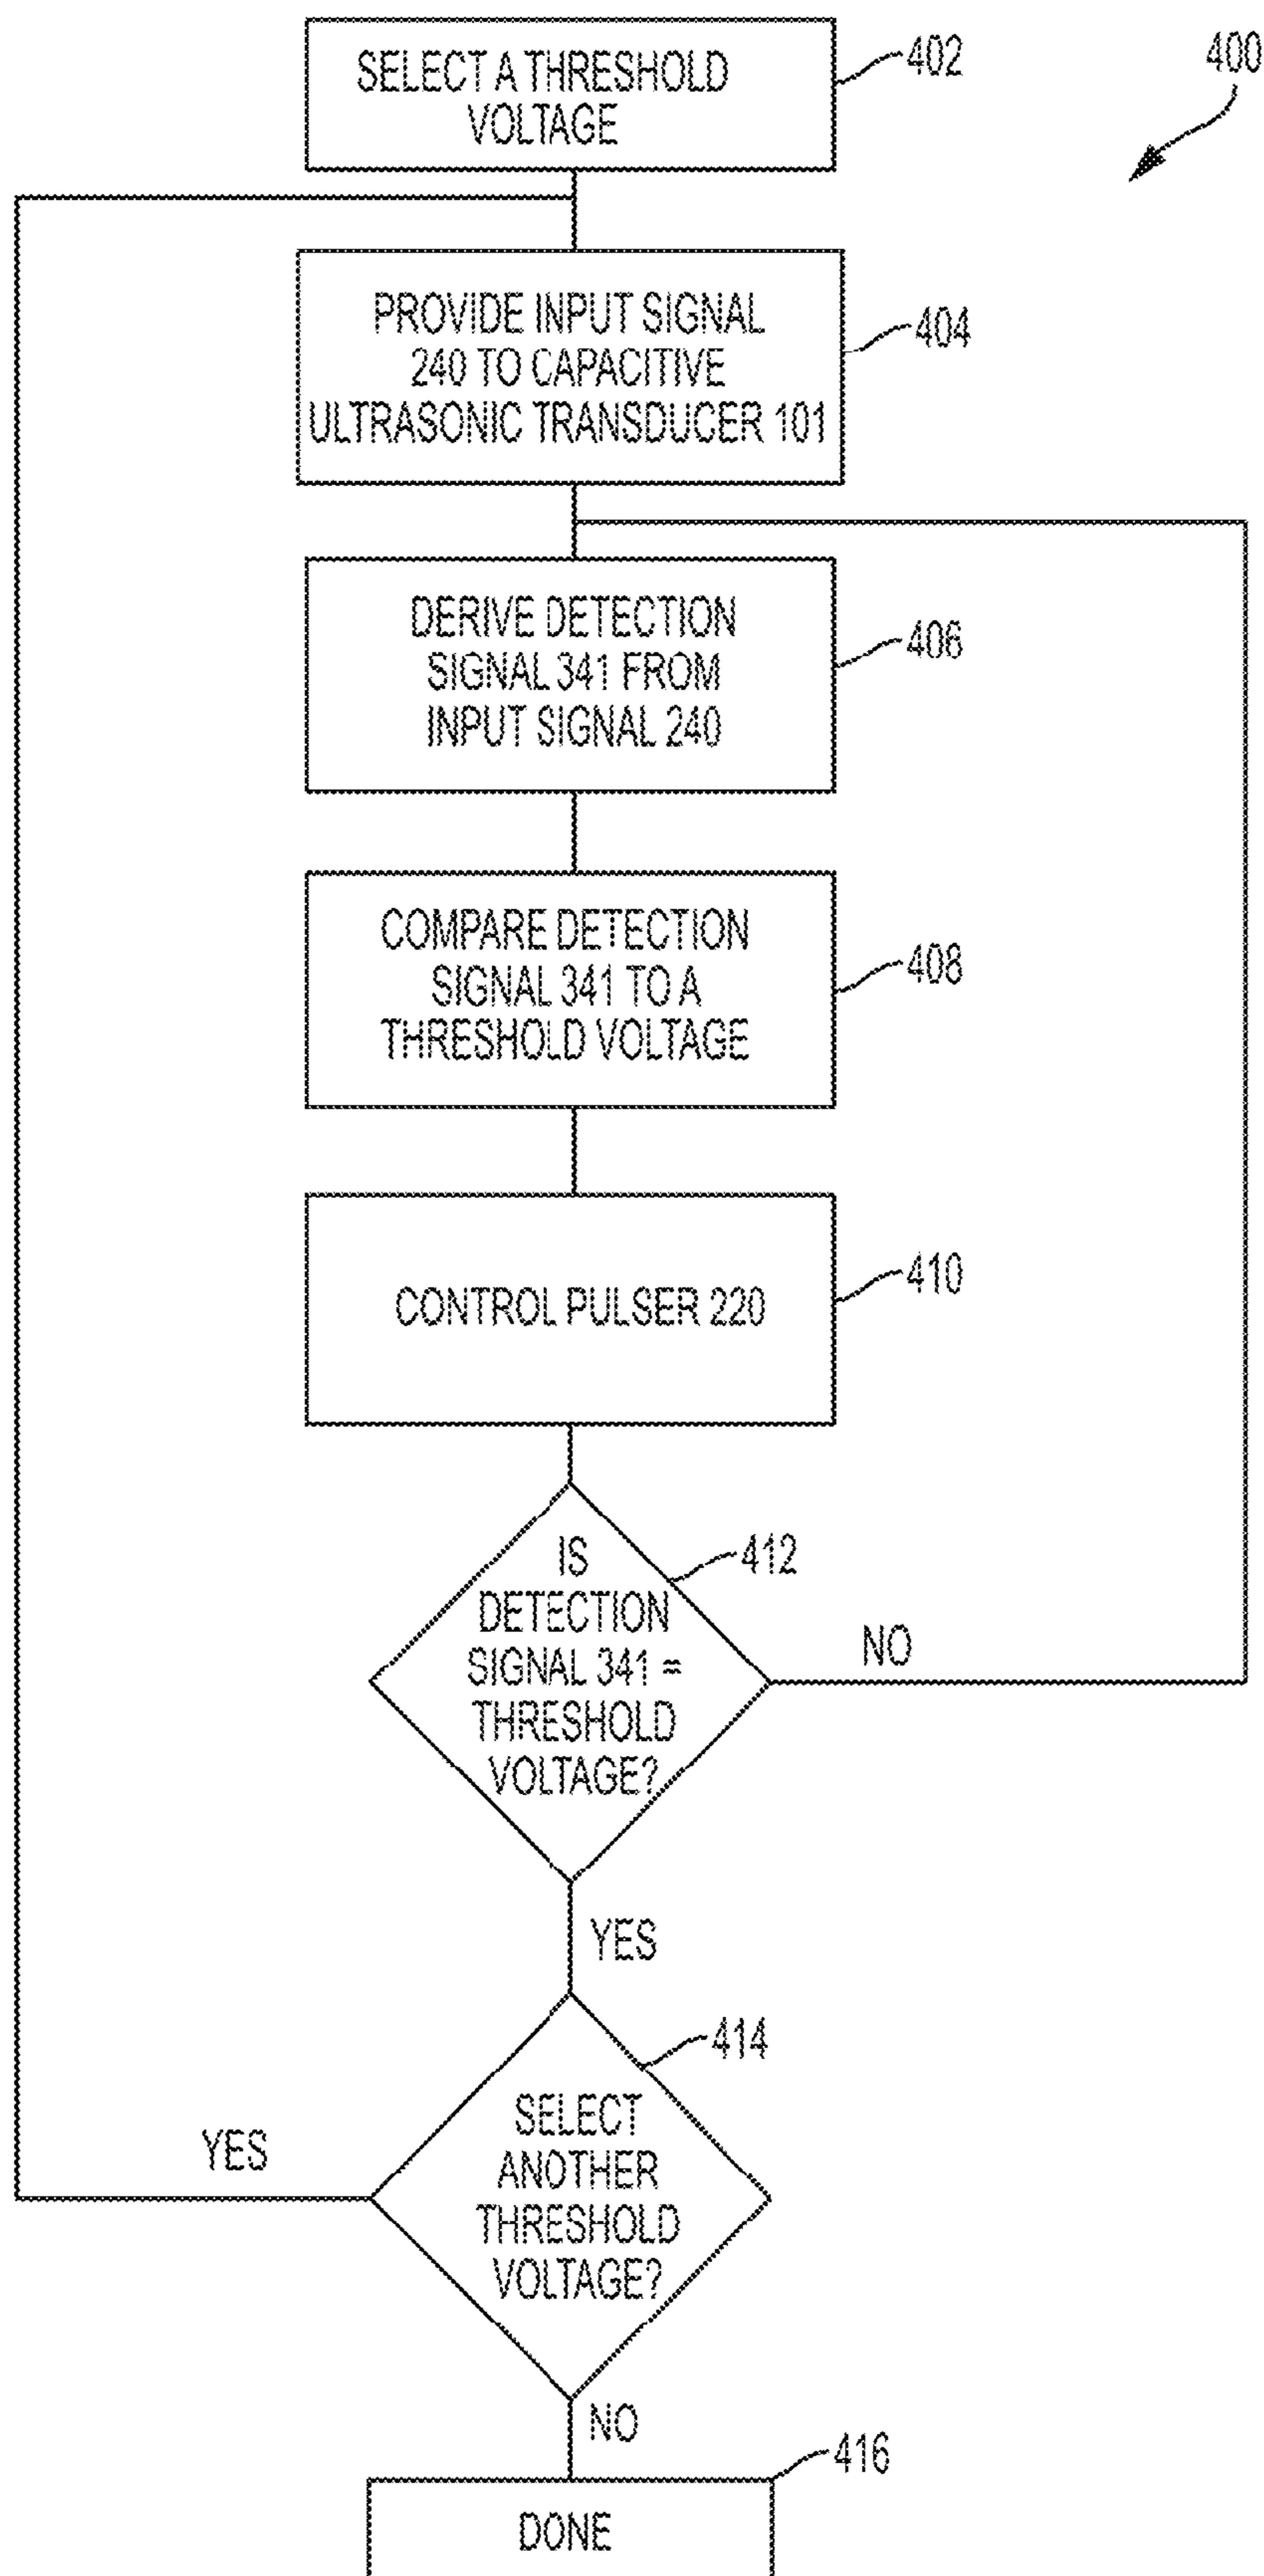 400
SELECT A THRESHOLD
VOLTAGE
402
PROVIDE INPUT SIGNAL
240 TO CAPACITIVE
ULTRASONIC TRANSDUCER 101
404
DERIVE DETECTION
SIGNAL 341 FROM
INPUT SIGNAL 240
406
COMPARE DETECTION
SIGNAL 341 TO A
THRESHOLD VOLTAGE
408
CONTROL PULSER 220
410
IS
DETECTION
SIGNAL 341 =
THRESHOLD
VOLTAGE?
412
NO
YES
SELECT
ANOTHER
THRESHOLD
VOLTAGE?
414
YES
NO
DONE
416